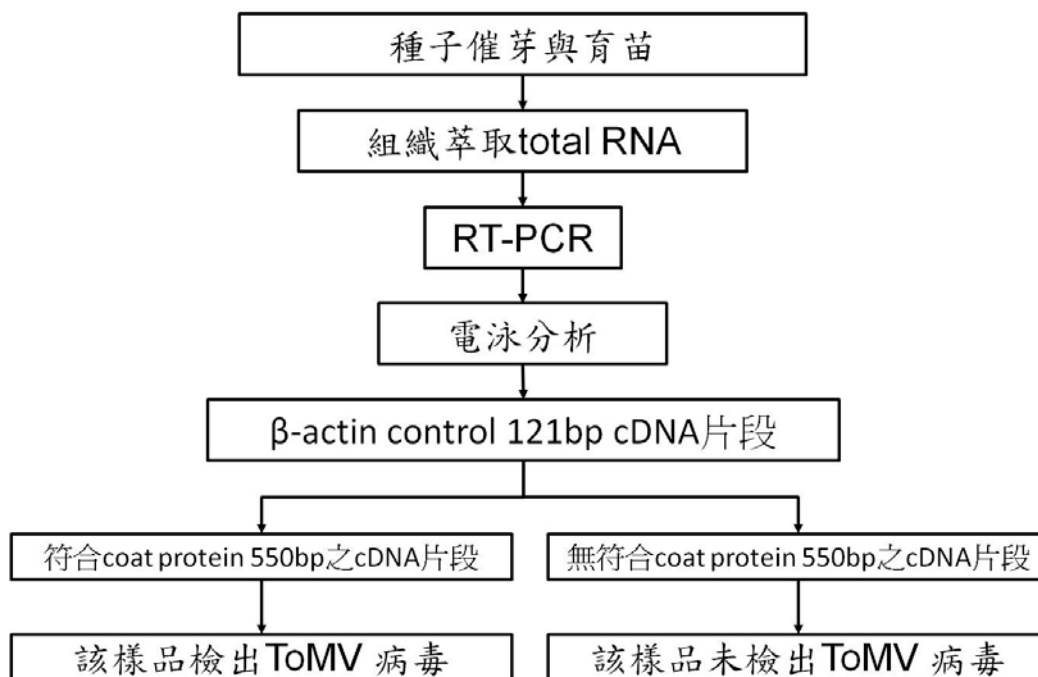 種子催芽與育苗
組織萃取total RNA
RT-PCR
電泳分析
β-actin control 121bp cDNA片段
符合coat protein 550bp之cDNA片段
無符合coat protein 550bp之cDNA片段
該樣品檢出ToMV 病毒
該樣品未檢出ToMV 病毒